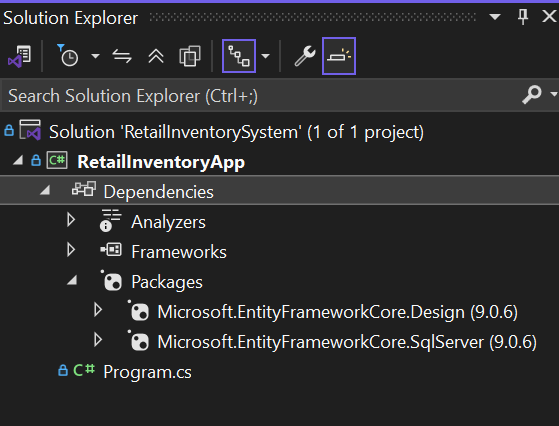 Solution Explorer
Search Solution Explorer (Ctrl+;)
Solution 'RetailInventorySystem' (1 of 1 project)
C# RetailInventoryApp
Dependencies
Analyzers
Frameworks
Packages
Microsoft.EntityFrameworkCore.Design (9.0.6)
Microsoft.EntityFrameworkCore.SqlServer (9.0.6)
C# Program.cs